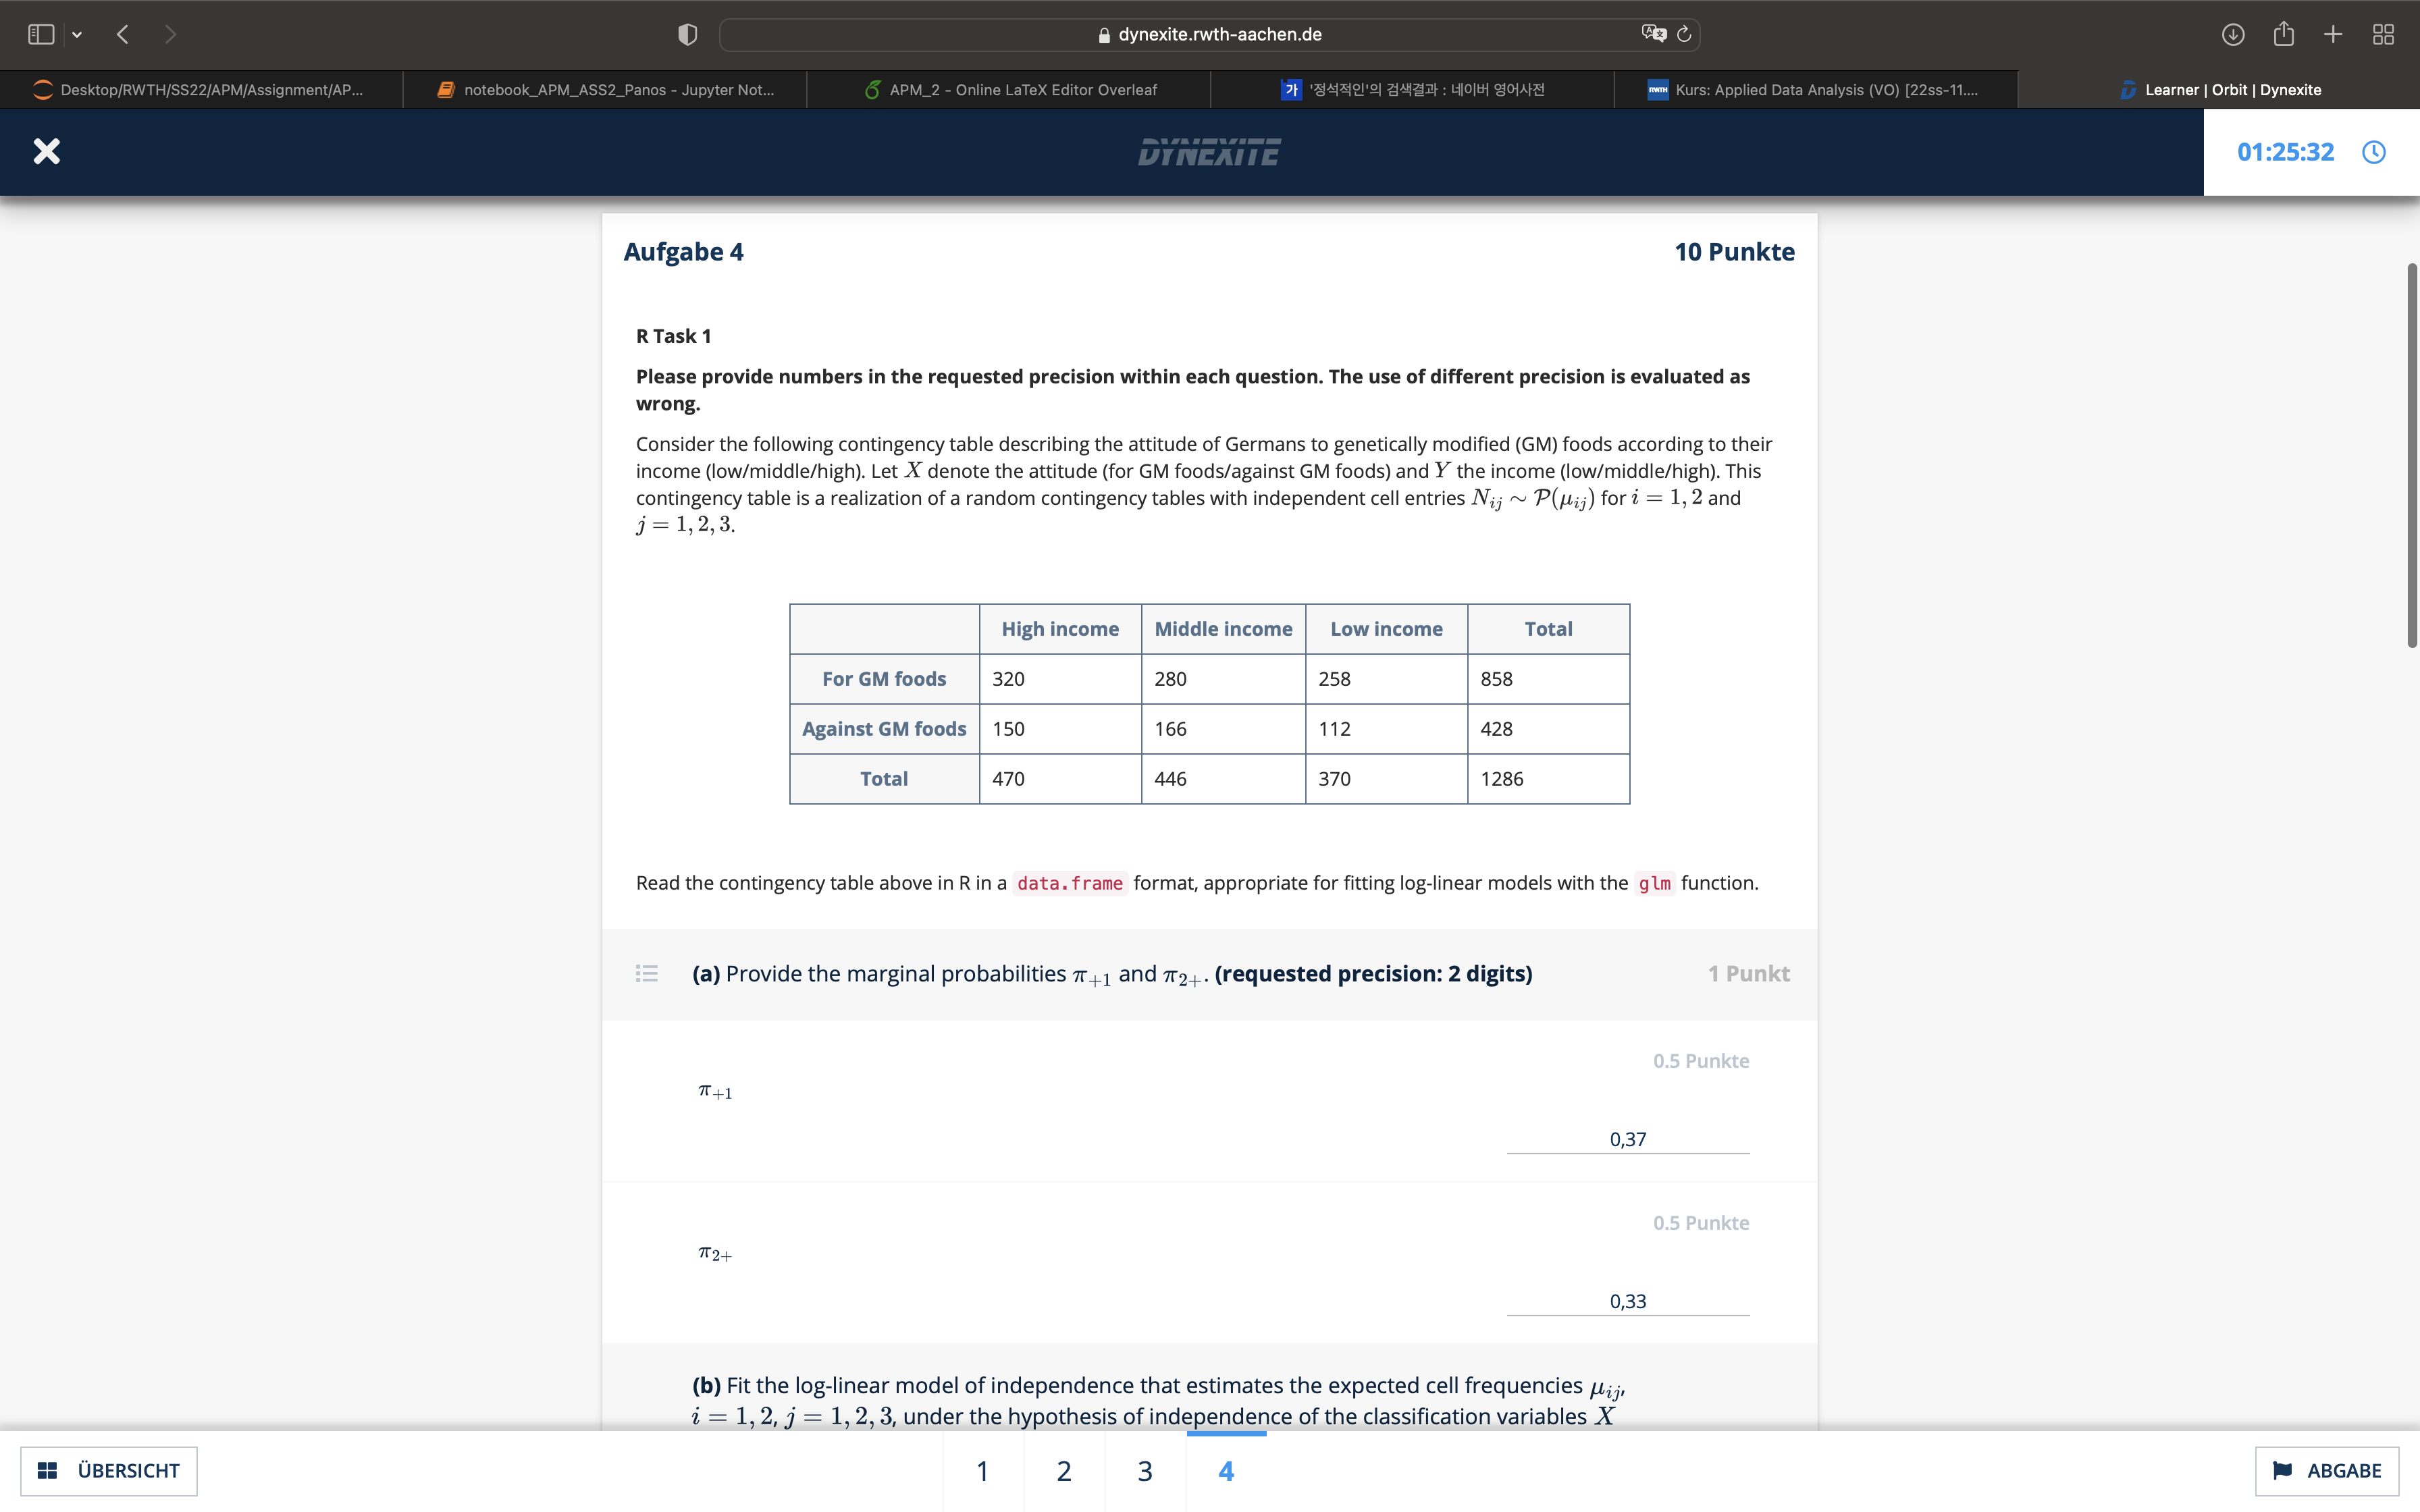 dynexite.rwth-aachen.de
Desktop/RWTH/SS22/APM/Assignment/AP...
notebook_APM_ASS2_Panos - Jupyter Not...
APM_2 - Online LaTeX Editor Overleaf
가 '정석적인'의 검색결과 : 네이버 영어사전
RWTH Kurs: Applied Data Analysis (VO) [22ss-11....
Learner | Orbit | Dynexite
DYNEXITE
01:25:32
Aufgabe 4 10 Punkte
R Task 1
Please provide numbers in the requested precision within each question. The use of different precision is evaluated as
wrong.
Consider the following contingency table describing the attitude of Germans to genetically modified (GM) foods according to their
income (low/middle/high). Let X denote the attitude (for GM foods/against GM foods) and Y the income (low/middle/high). This
contingency table is a realization of a random contingency tables with independent cell entries N_{ij} ∼ 𝒫(μ_{ij}) for i = 1, 2 and
j = 1, 2, 3.
High income Middle income Low income Total
For GM foods 320 280 258 858
Against GM foods 150 166 112 428
Total 470 446 370 1286
Read the contingency table above in R in a data.frame format, appropriate for fitting log-linear models with the glm function.
(a) Provide the marginal probabilities π_{+1} and π_{2+}. (requested precision: 2 digits) 1 Punkt
0.5 Punkte
π_{+1}
0,37
0.5 Punkte
π_{2+}
0,33
(b) Fit the log-linear model of independence that estimates the expected cell frequencies μ_{ij},
i = 1, 2, j = 1, 2, 3, under the hypothesis of independence of the classification variables X
ÜBERSICHT 1 2 3 4 ABGABE